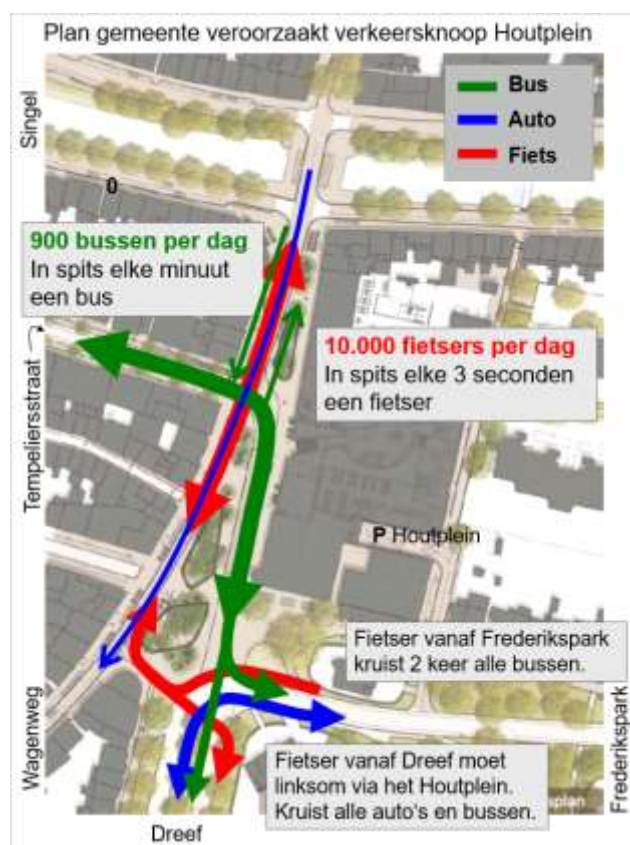 Plan gemeente veroorzaakt verkeersknoop Houtplein
Singel
Bus
Auto
Fiets
0
900 bussen per dag
In spits elke minuut
een bus
10.000 fietsers per dag
In spits elke 3 seconden
een fietser
Tempeliersstraat
P Houtplein
Fietser vanaf Frederikspark
kruist 2 keer alle bussen.
Wagenweg
Frederikspark
Fietser vanaf Dreef moet
linksom via het Houtplein.
Kruist alle auto's en bussen.
Dreef